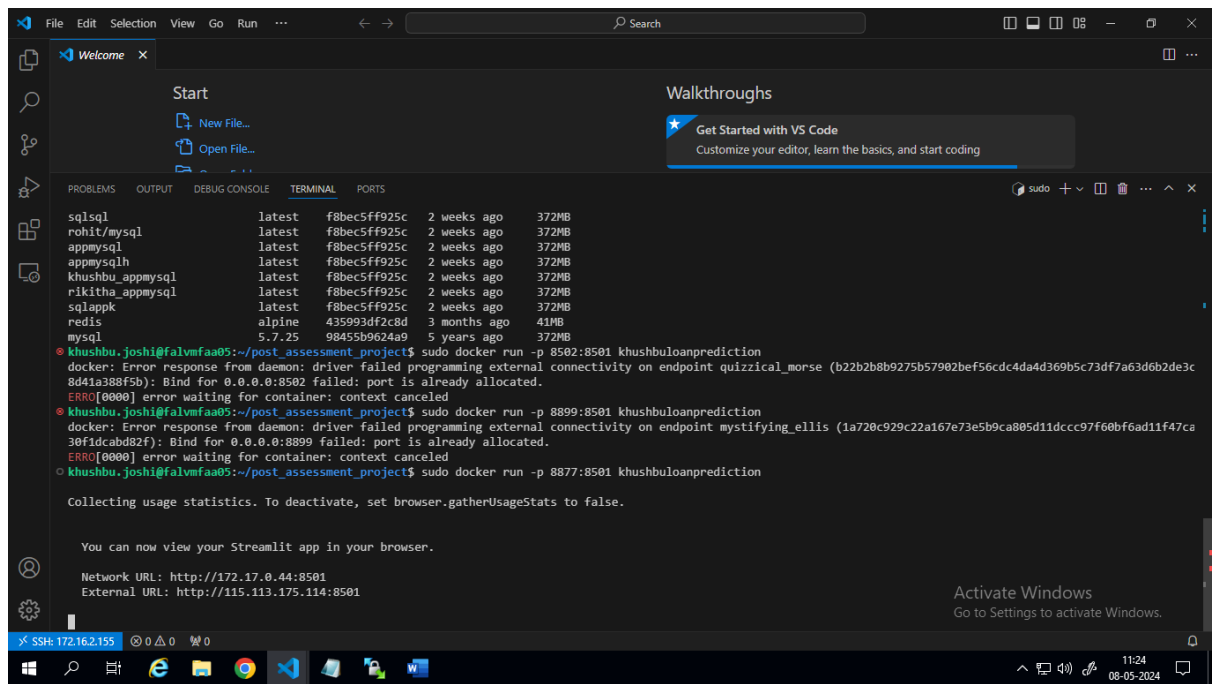 File Edit Selection View Go Run ··· Search
Welcome
Start
Walkthroughs
New File...
Open File...
Get Started with VS Code
Customize your editor, learn the basics, and start coding
PROBLEMS OUTPUT DEBUG CONSOLE TERMINAL PORTS sudo
sqlsql latest f8bec5ff925c 2 weeks ago 372MB
rohit/mysql latest f8bec5ff925c 2 weeks ago 372MB
appmysql latest f8bec5ff925c 2 weeks ago 372MB
appmysqlh latest f8bec5ff925c 2 weeks ago 372MB
khushbu_appmysql latest f8bec5ff925c 2 weeks ago 372MB
rikitha_appmysql latest f8bec5ff925c 2 weeks ago 372MB
sqlappk latest f8bec5ff925c 2 weeks ago 372MB
redis alpine 435993df2c8d 3 months ago 41MB
mysql 5.7.25 98455b9624a9 5 years ago 372MB
khushbu.joshi@falvmfaa05:~/post_assessment_project$ sudo docker run -p 8502:8501 khushbuloanprediction
docker: Error response from daemon: driver failed programming external connectivity on endpoint quizzical_morse (b22b2b8b9275b57902bef56cdc4da4d369b5c73df7a63d6b2de3c
8d41a388f5b): Bind for 0.0.0.0:8502 failed: port is already allocated.
ERRO[0000] error waiting for container: context canceled
khushbu.joshi@falvmfaa05:~/post_assessment_project$ sudo docker run -p 8899:8501 khushbuloanprediction
docker: Error response from daemon: driver failed programming external connectivity on endpoint mystifying_ellis (1a720c929c22a167e73e5b9ca805d11dccc97f60bf6ad11f47ca
30f1dcabd82f): Bind for 0.0.0.0:8899 failed: port is already allocated.
ERRO[0000] error waiting for container: context canceled
khushbu.joshi@falvmfaa05:~/post_assessment_project$ sudo docker run -p 8877:8501 khushbuloanprediction
Collecting usage statistics. To deactivate, set browser.gatherUsageStats to false.
You can now view your Streamlit app in your browser.
Network URL: http://172.17.0.44:8501
External URL: http://115.113.175.114:8501
Activate Windows
Go to Settings to activate Windows.
SSH: 172.16.2.155 0 0 0
11:24
08-05-2024